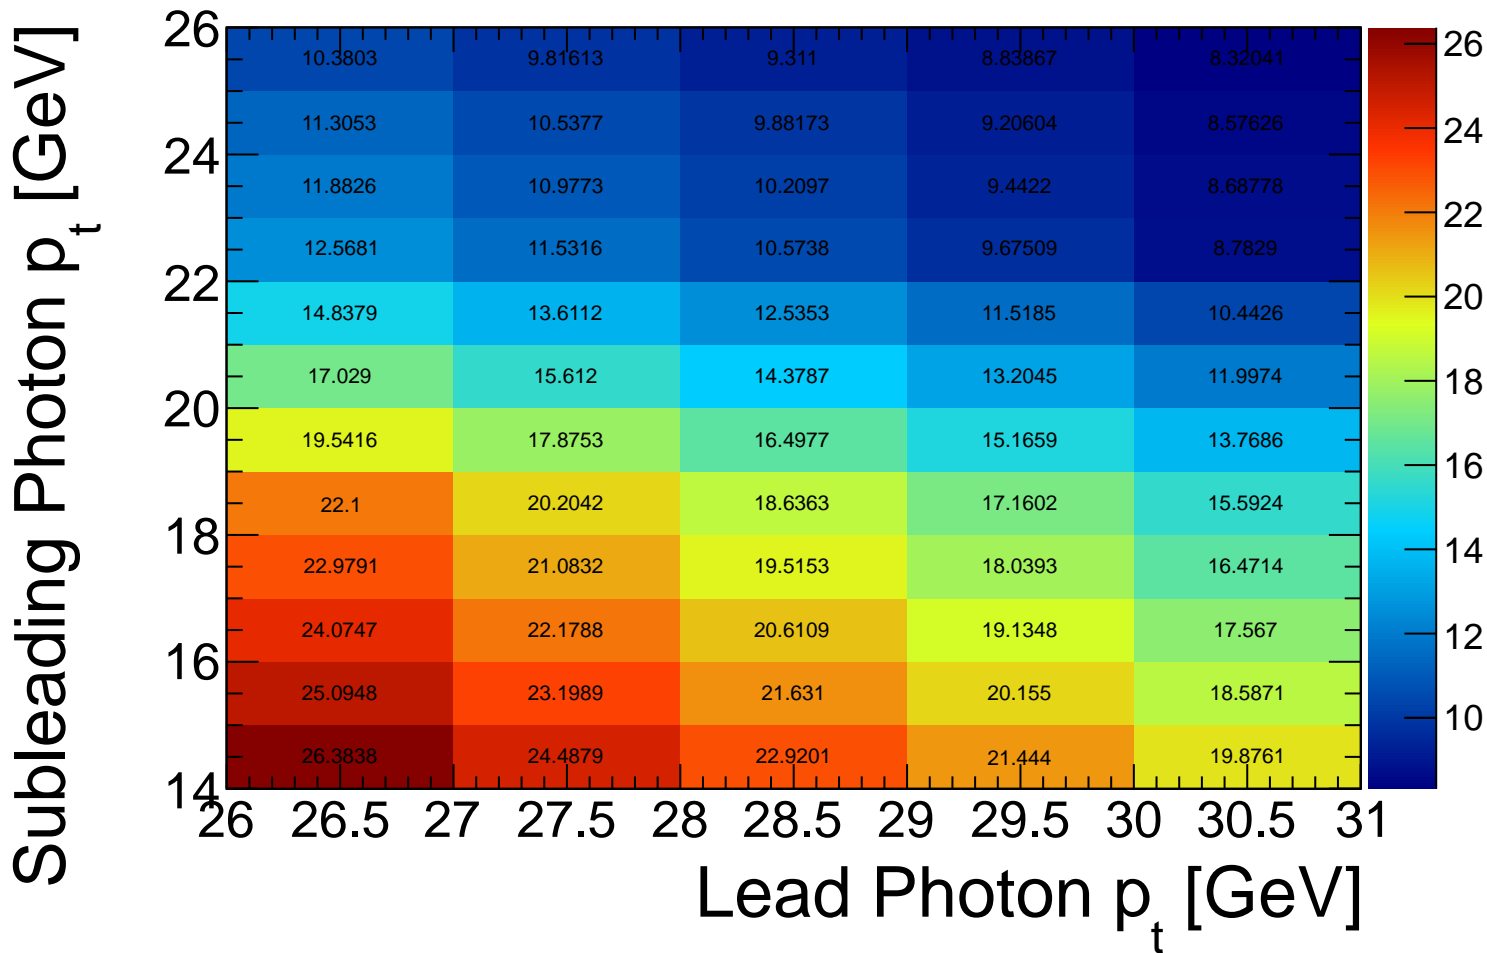 Subleading Photon p_t [GeV]
26
24
22
20
18
16
14
10.3803 9.81613 9.311 8.83867 8.32041
11.3053 10.5377 9.88173 9.20604 8.57626
11.8826 10.9773 10.2097 9.4422 8.68778
12.5681 11.5316 10.5738 9.67509 8.7829
14.8379 13.6112 12.5353 11.5185 10.4426
17.029 15.612 14.3787 13.2045 11.9974
19.5416 17.8753 16.4977 15.1659 13.7686
22.1 20.2042 18.6363 17.1602 15.5924
22.9791 21.0832 19.5153 18.0393 16.4714
24.0747 22.1788 20.6109 19.1348 17.567
25.0948 23.1989 21.631 20.155 18.5871
26.3838 24.4879 22.9201 21.444 19.8761
26 26.5 27 27.5 28 28.5 29 29.5 30 30.5 31
Lead Photon p_t [GeV]
26
24
22
20
18
16
14
12
10